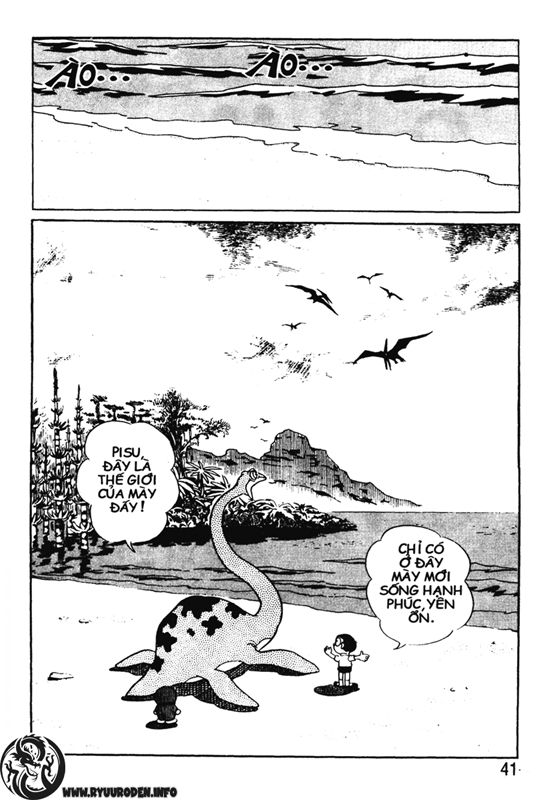 ÀO...
ÀO...
PISU,
ĐÂY LÀ
THẾ GIỚI
CỦA MÀY
ĐẤY!
CHỈ CÓ
Ở ĐÂY
MÀY MỚI
SỐNG HẠNH
PHÚC, YÊN
ỔN.
41
WWW.RYUURODEN.INFO